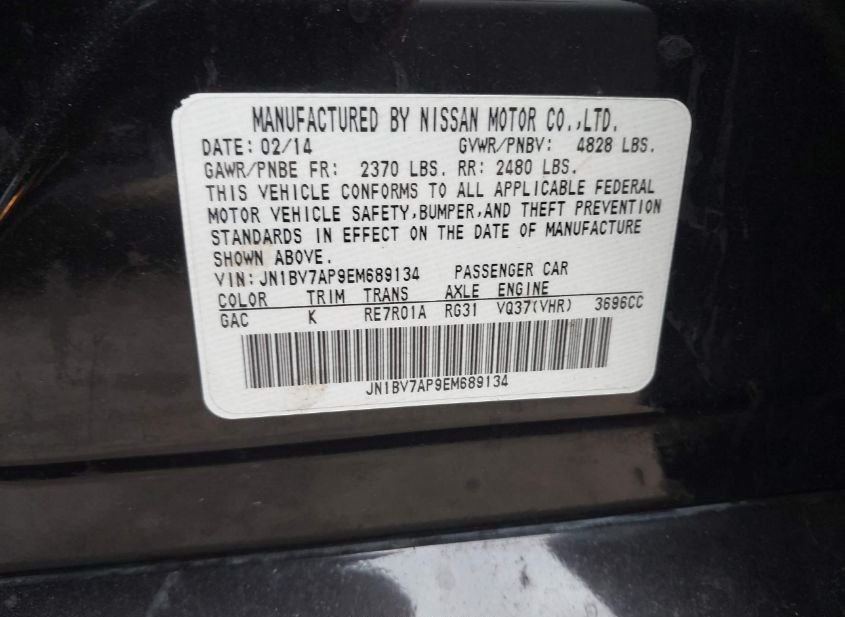 MANUFACTURED BY NISSAN MOTOR CO.,LTD.
DATE: 02/14 GVWR/PNBV: 4828 LBS.
GAWR/PNBE FR: 2370 LBS. RR: 2480 LBS.
THIS VEHICLE CONFORMS TO ALL APPLICABLE FEDERAL
MOTOR VEHICLE SAFETY,BUMPER,AND THEFT PREVENTION
STANDARDS IN EFFECT ON THE DATE OF MANUFACTURE
SHOWN ABOVE.
VIN: JN1BV7AP9EM689134 PASSENGER CAR
COLOR TRIM TRANS AXLE ENGINE
GAC K RE7R01A RG31 VQ37(VHR) 3696CC
JN1BV7AP9EM689134